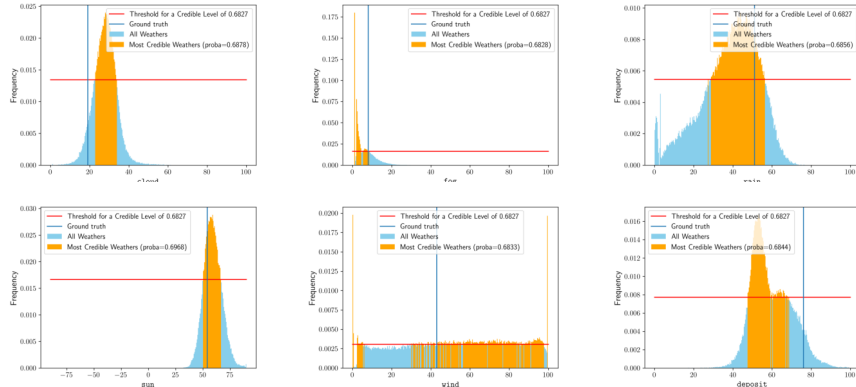 0.025
0.020
0.015
0.010
0.005
0.000
Frequency
0 20 40 60 80 100
cloud
Threshold for a Credible Level of 0.6827
Ground truth
All Weathers
Most Credible Weathers (proba=0.6878)
0.175
0.150
0.125
0.100
0.075
0.050
0.025
0.000
Frequency
0 20 40 60 80 100
fog
Threshold for a Credible Level of 0.6827
Ground truth
All Weathers
Most Credible Weathers (proba=0.6828)
0.010
0.008
0.006
0.004
0.002
0.000
Frequency
0 20 40 60 80 100
rain
Threshold for a Credible Level of 0.6827
Ground truth
All Weathers
Most Credible Weathers (proba=0.6856)
0.030
0.025
0.020
0.015
0.010
0.005
0.000
Frequency
−75 −50 −25 0 25 50 75
sun
Threshold for a Credible Level of 0.6827
Ground truth
All Weathers
Most Credible Weathers (proba=0.6968)
0.0200
0.0175
0.0150
0.0125
0.0100
0.0075
0.0050
0.0025
0.0000
Frequency
0 20 40 60 80 100
wind
Threshold for a Credible Level of 0.6827
Ground truth
All Weathers
Most Credible Weathers (proba=0.6833)
0.016
0.014
0.012
0.010
0.008
0.006
0.004
0.002
0.000
Frequency
0 20 40 60 80 100
deposit
Threshold for a Credible Level of 0.6827
Ground truth
All Weathers
Most Credible Weathers (proba=0.6844)